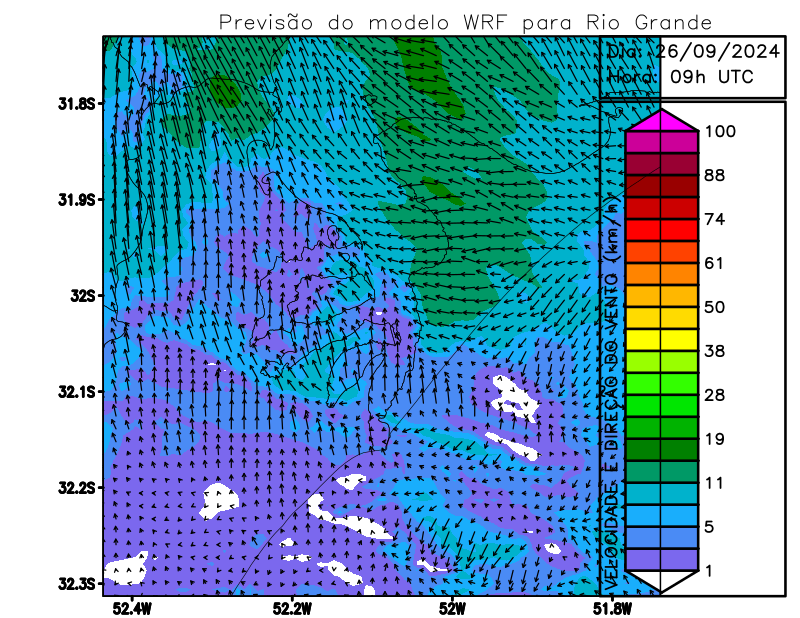 Previsão do modelo WRF para Rio Grande
Dia: 26/09/2024
Hora: 09h UTC
31.8S
31.9S
32S
32.1S
32.2S
32.3S
52.4W
52.2W
52W
51.8W
VELOCIDADE E DIREÇÃO DO VENTO (km/h)
100
88
74
61
50
38
28
19
11
5
1